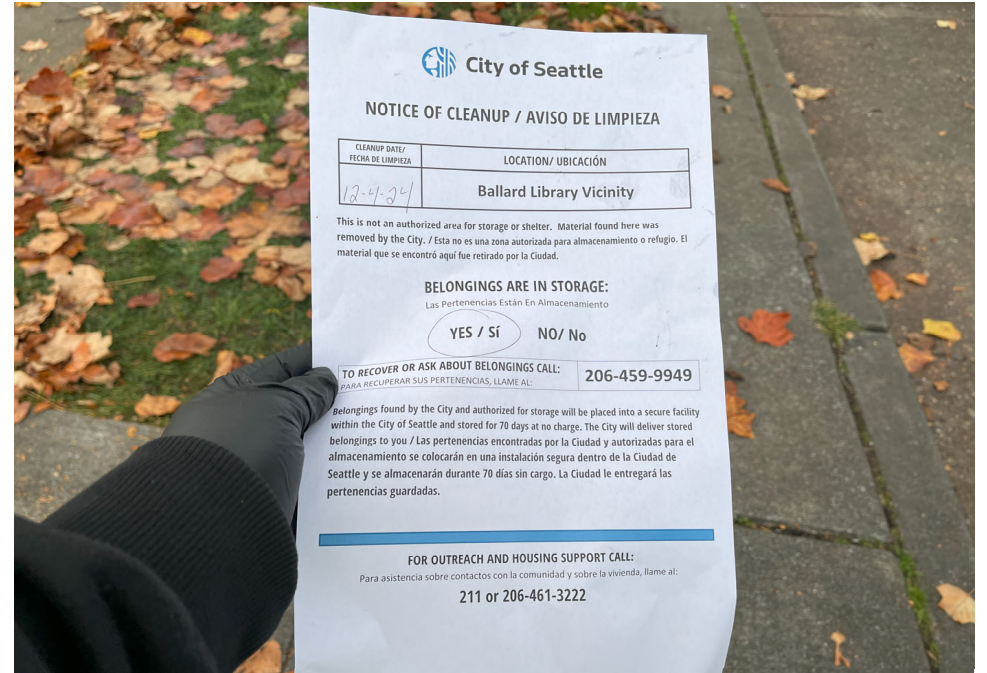 City of Seattle
NOTICE OF CLEANUP / AVISO DE LIMPIEZA
CLEANUP DATE/
FECHA DE LIMPIEZA
LOCATION/ UBICACIÓN
12-4-24
Ballard Library Vicinity
This is not an authorized area for storage or shelter. Material found here was
removed by the City. / Esta no es una zona autorizada para almacenamiento o refugio. El
material que se encontró aquí fue retirado por la Ciudad.
BELONGINGS ARE IN STORAGE:
Las Pertenencias Están En Almacenamiento
YES / Sí NO/ No
TO RECOVER OR ASK ABOUT BELONGINGS CALL:
PARA RECUPERAR SUS PERTENENCIAS, LLAME AL:
206-459-9949
Belongings found by the City and authorized for storage will be placed into a secure facility
within the City of Seattle and stored for 70 days at no charge. The City will deliver stored
belongings to you / Las pertenencias encontradas por la Ciudad y autorizadas para el
almacenamiento se colocarán en una instalación segura dentro de la Ciudad de
Seattle y se almacenarán durante 70 días sin cargo. La Ciudad le entregará las
pertenencias guardadas.
FOR OUTREACH AND HOUSING SUPPORT CALL:
Para asistencia sobre contactos con la comunidad y sobre la vivienda, llame al:
211 or 206-461-3222